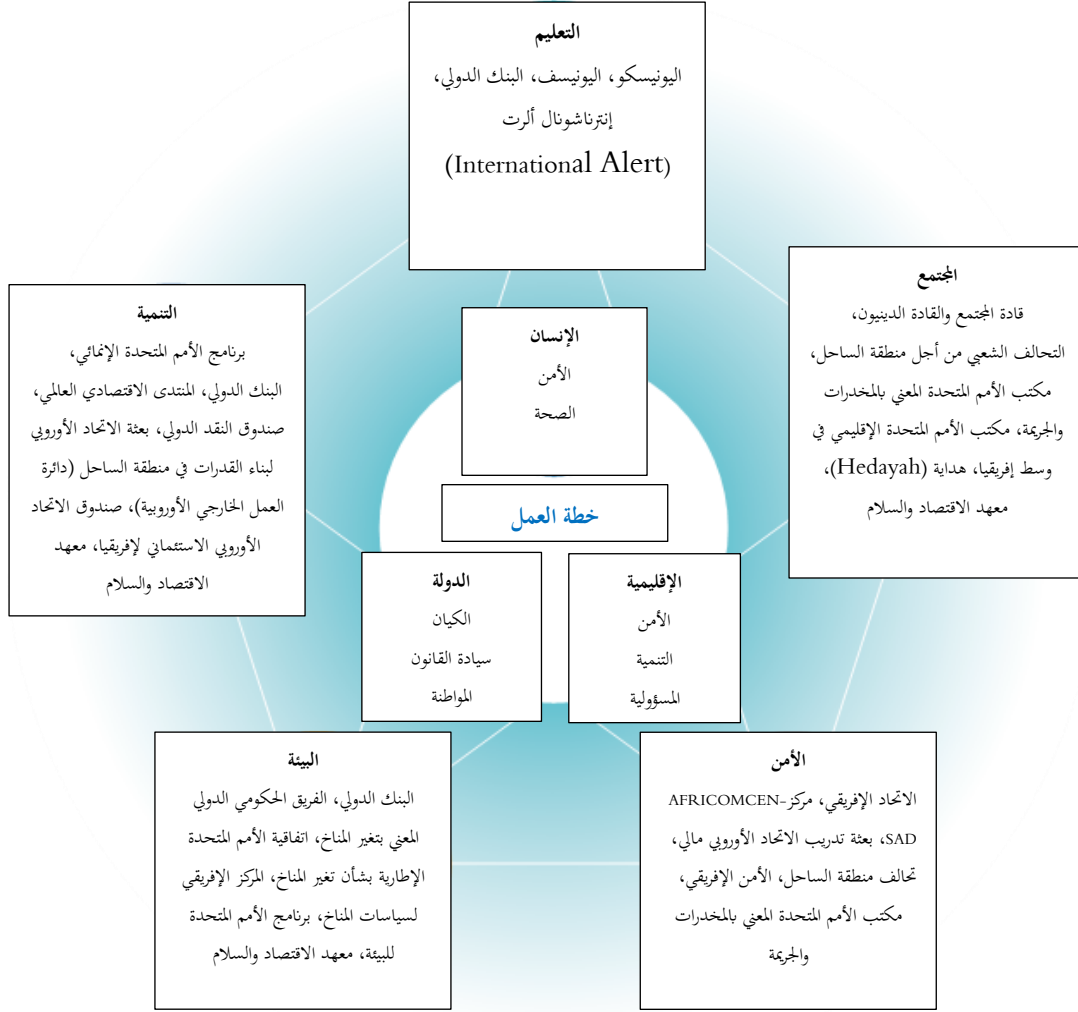 التعليم
اليونيسكو، اليونيسف، البنك الدولي،
إنترناشونال ألرت
(International Alert)
المجتمع
قادة المجتمع والقادة الدينيون،
التحالف الشعبي من أجل منطقة الساحل،
مكتب الأمم المتحدة المعني بالمخدرات
والجريمة، مكتب الأمم المتحدة الإقليمي في
وسط إفريقيا، هداية (Hedayah)،
معهد الاقتصاد والسلام
التنمية
برنامج الأمم المتحدة الإنمائي،
البنك الدولي، المنتدى الاقتصادي العالمي،
صندوق النقد الدولي، بعثة الاتحاد الأوروبي
لبناء القدرات في منطقة الساحل (دائرة
العمل الخارجي الأوروبية)، صندوق الاتحاد
الأوروبي الاستئماني لإفريقيا، معهد
الاقتصاد والسلام
الإنسان
الأمن
الصحة
خطة العمل
الإقليمية
الأمن
التنمية
المسؤولية
الدولة
الكيان
سيادة القانون
المواطنة
الأمن
الاتحاد الإفريقي، مركز AFRICOMCEN-
SAD، بعثة تدريب الاتحاد الأوروبي مالي،
تحالف منطقة الساحل، الأمن الإفريقي،
مكتب الأمم المتحدة المعني بالمخدرات
والجريمة
البيئة
البنك الدولي، الفريق الحكومي الدولي
المعني بتغير المناخ، اتفاقية الأمم المتحدة
الإطارية بشأن تغير المناخ، المركز الإفريقي
لسياسات المناخ، برنامج الأمم المتحدة
للبيئة، معهد الاقتصاد والسلام